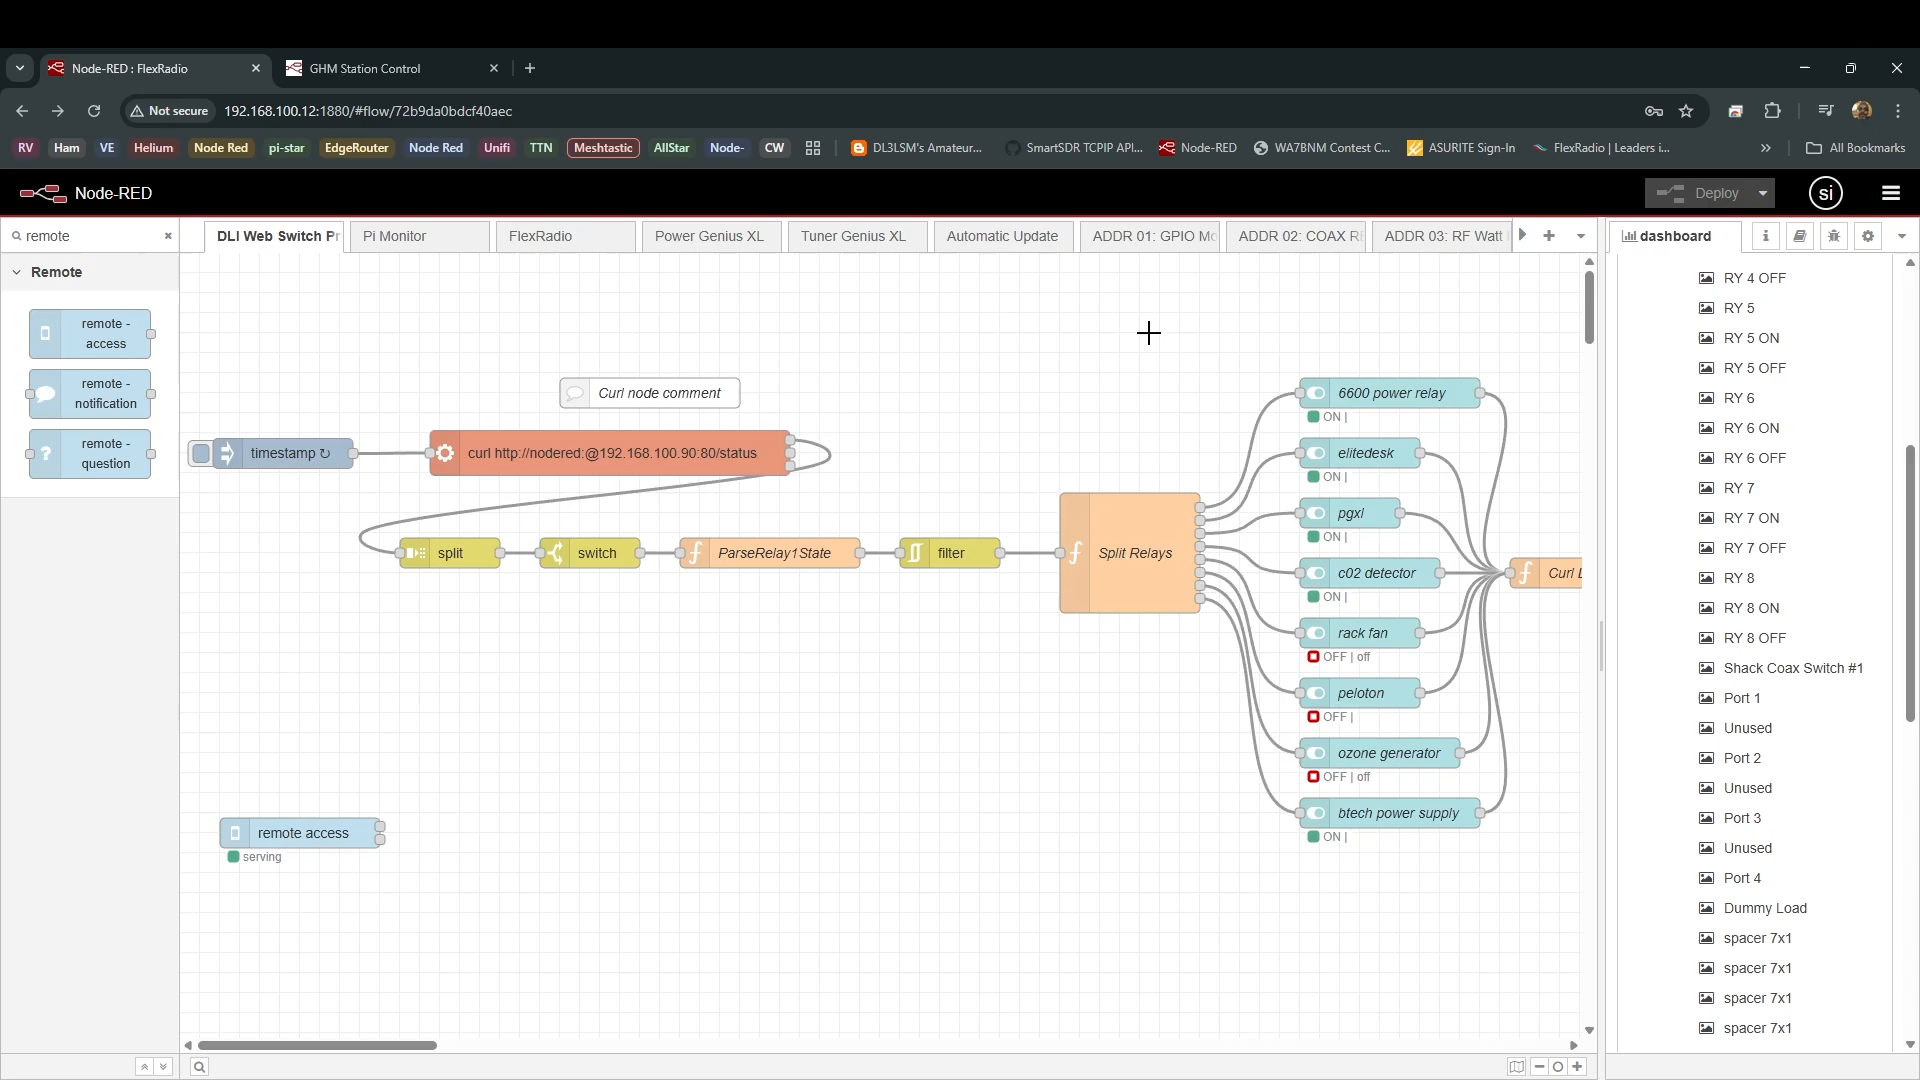 Node-RED : FlexRadio
GHM Station Control
Not secure
192.168.100.12:1880/#flow/72b9da0bdcf40aec
RV Ham VE Helium Node Red pi-star EdgeRouter Node Red Unifi TTN Meshtastic AllStar Node- CW DL3LSM's Amateur... SmartSDR TCPIP API... Node-RED WA7BNM Contest C... ASURITE Sign-In FlexRadio | Leaders i... » All Bookmarks
Node-RED
Deploy
si
remote
DLI Web Switch Pr
Pi Monitor
FlexRadio
Power Genius XL
Tuner Genius XL
Automatic Update
ADDR 01: GPIO Mo
ADDR 02: COAX RE
ADDR 03: RF Watt
dashboard
Remote
remote -
access
remote -
notification
remote -
question
Curl node comment
timestamp ↻
curl http://nodered:@192.168.100.90:80/status
split
switch
ParseRelay1State
filter
Split Relays
6600 power relay
ON |
elitedesk
ON |
pgxl
ON |
c02 detector
ON |
rack fan
OFF | off
peloton
OFF |
ozone generator
OFF | off
btech power supply
ON |
remote access
serving
RY 4 OFF
RY 5
RY 5 ON
RY 5 OFF
RY 6
RY 6 ON
RY 6 OFF
RY 7
RY 7 ON
RY 7 OFF
RY 8
RY 8 ON
RY 8 OFF
Shack Coax Switch #1
Port 1
Unused
Port 2
Unused
Port 3
Unused
Port 4
Dummy Load
spacer 7x1
spacer 7x1
spacer 7x1
spacer 7x1